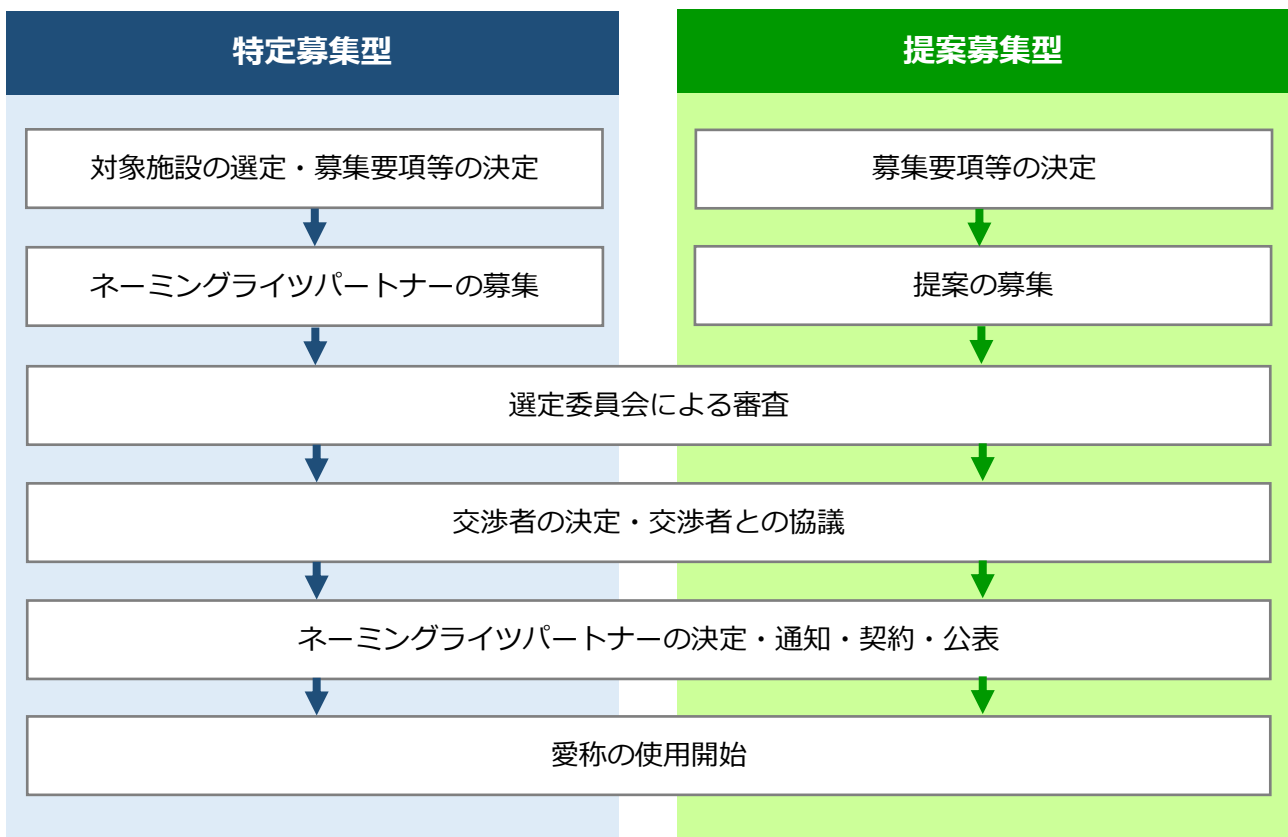 特定募集型
提案募集型
対象施設の選定・募集要項等の決定
募集要項等の決定
ネーミングライツパートナーの募集
提案の募集
選定委員会による審査
交渉者の決定・交渉者との協議
ネーミングライツパートナーの決定・通知・契約・公表
愛称の使用開始